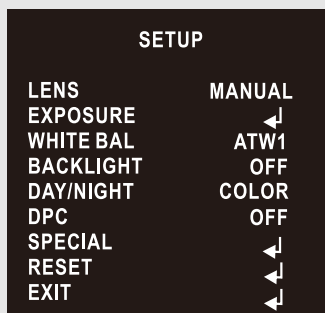 SETUP
LENS MANUAL
EXPOSURE ↲
WHITE BAL ATW1
BACKLIGHT OFF
DAY/NIGHT COLOR
DPC OFF
SPECIAL ↲
RESET ↲
EXIT ↲